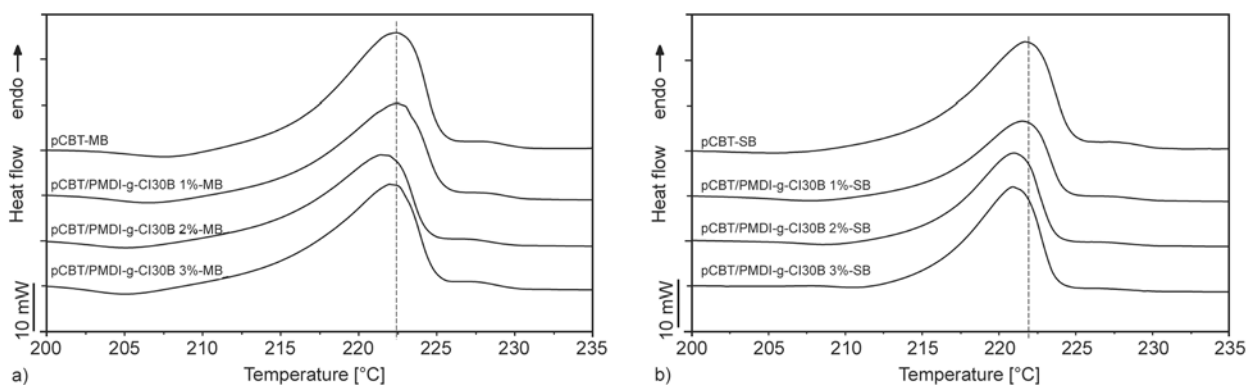 Heat flow endo
10 mW
pCBT-MB
pCBT/PMDI-g-Cl30B 1%-MB
pCBT/PMDI-g-Cl30B 2%-MB
pCBT/PMDI-g-Cl30B 3%-MB
200 205 210 215 220 225 230 235
a) Temperature [°C]
Heat flow endo
10 mW
pCBT-SB
pCBT/PMDI-g-Cl30B 1%-SB
pCBT/PMDI-g-Cl30B 2%-SB
pCBT/PMDI-g-Cl30B 3%-SB
200 205 210 215 220 225 230 235
b) Temperature [°C]